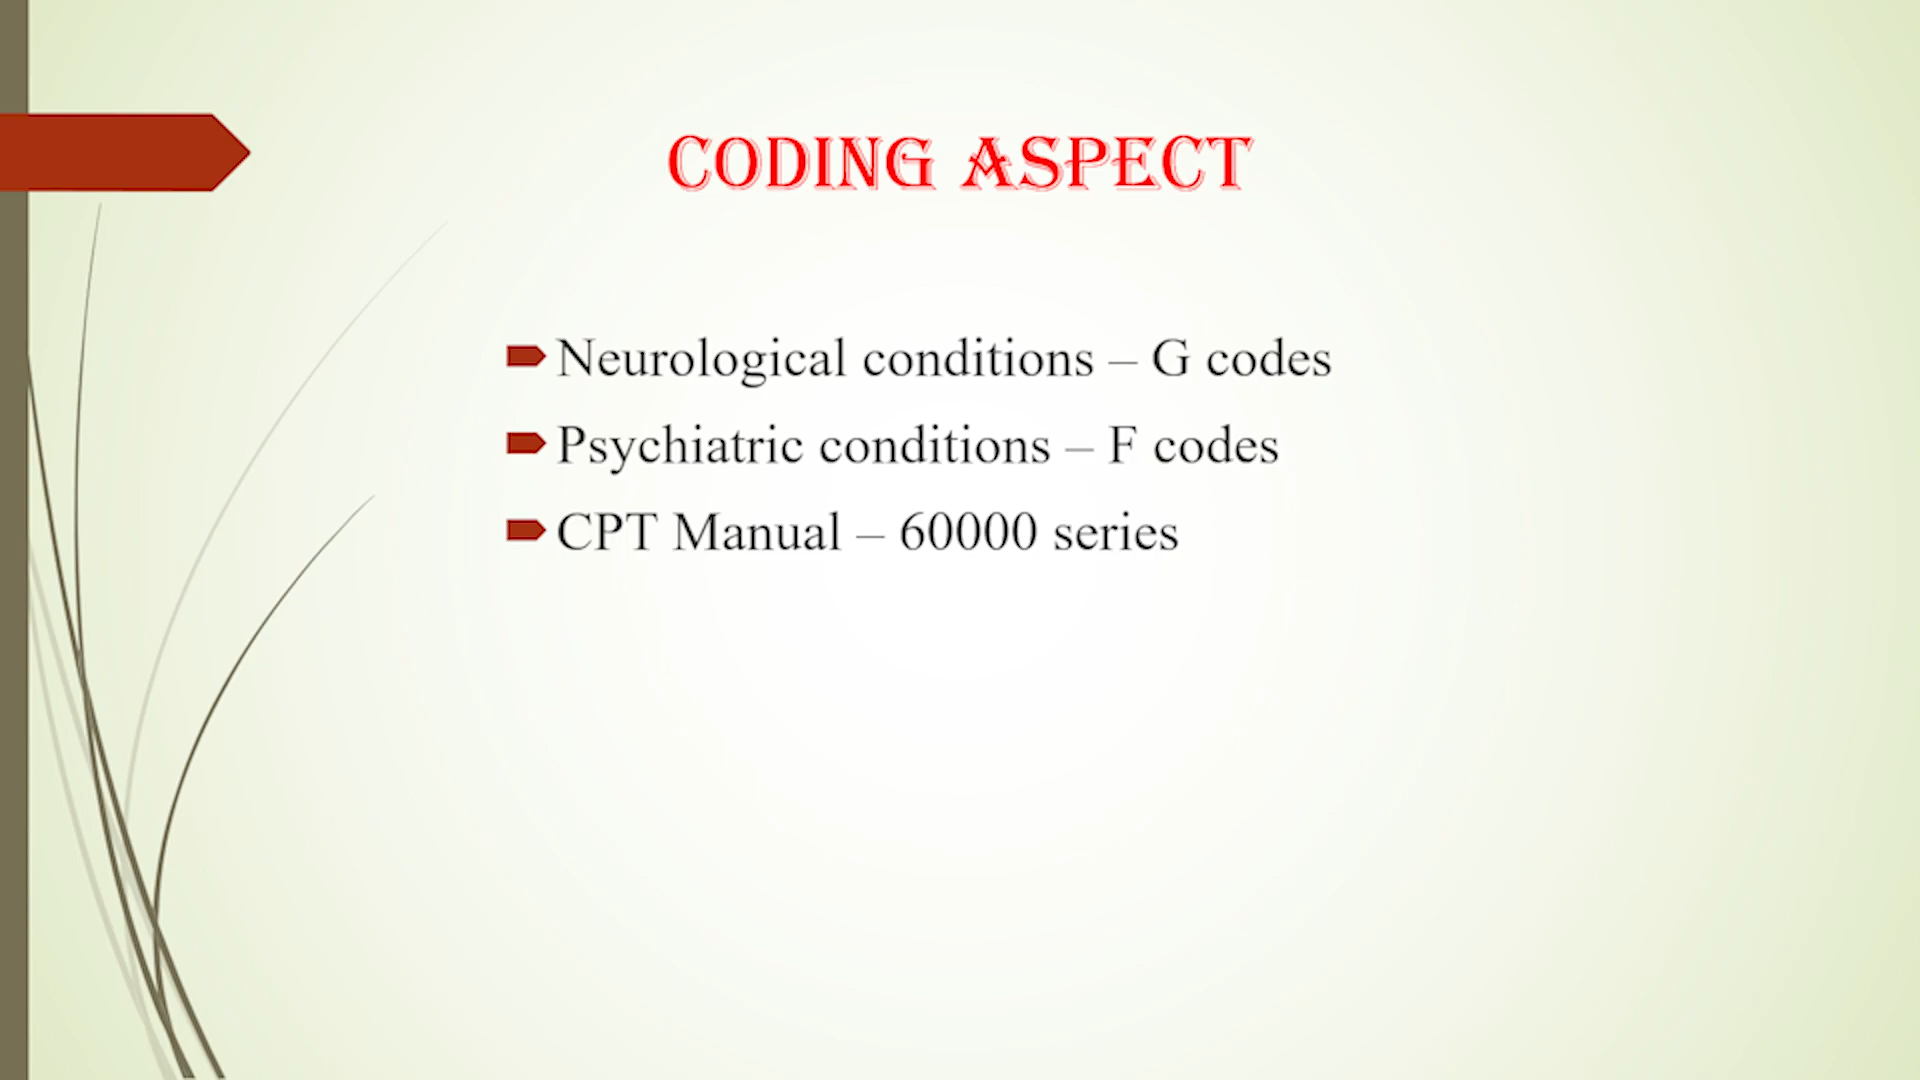 CODING ASPECT
Neurological conditions – G codes
Psychiatric conditions – F codes
CPT Manual – 60000 series